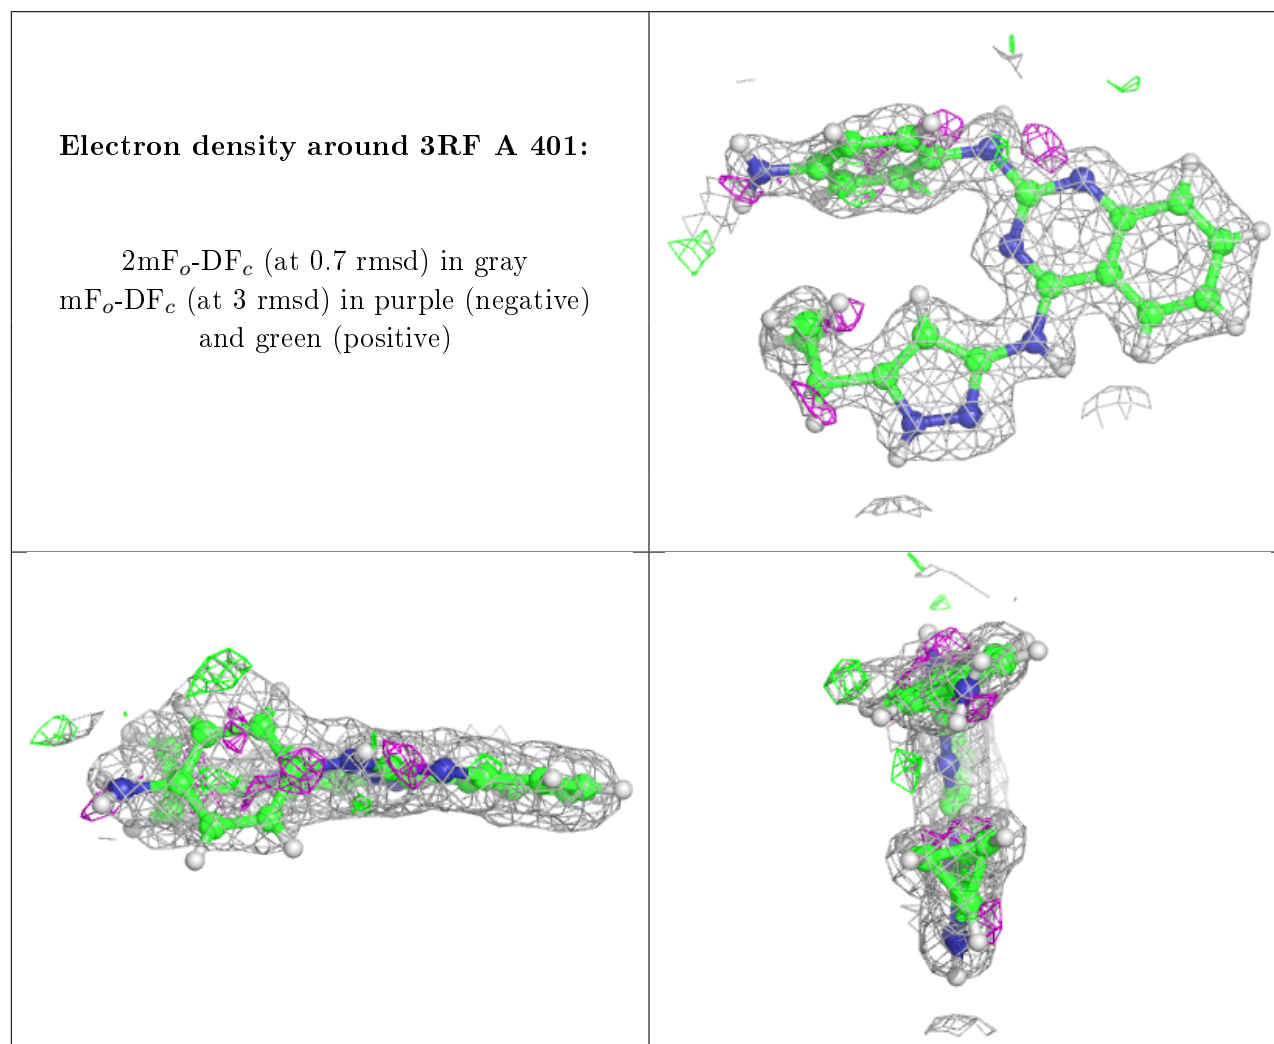 Electron density around 3RF A 401:
2mFₒ-DF𝒸 (at 0.7 rmsd) in gray
mFₒ-DF𝒸 (at 3 rmsd) in purple (negative)
and green (positive)